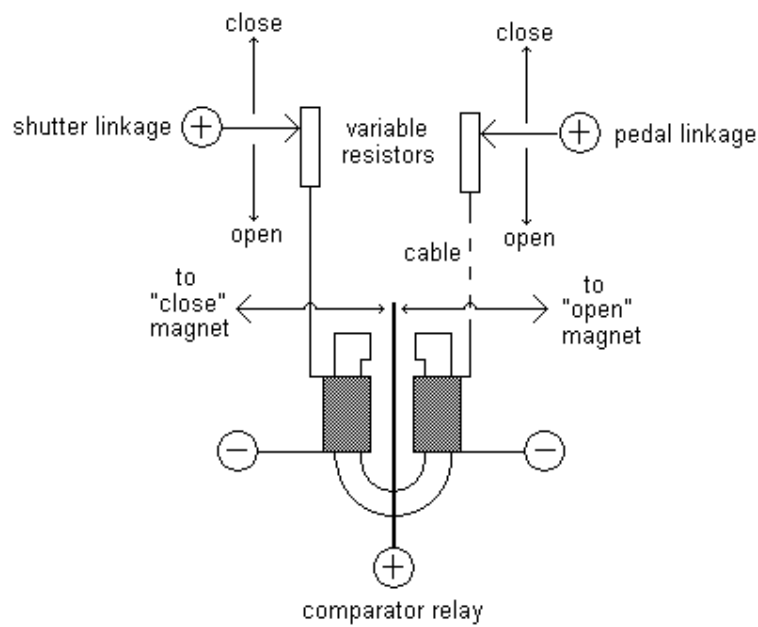 close
close
shutter linkage
+
variable
resistors
+
pedal linkage
open
open
cable
to
"close"
magnet
to
"open"
magnet
−
−
+
comparator relay